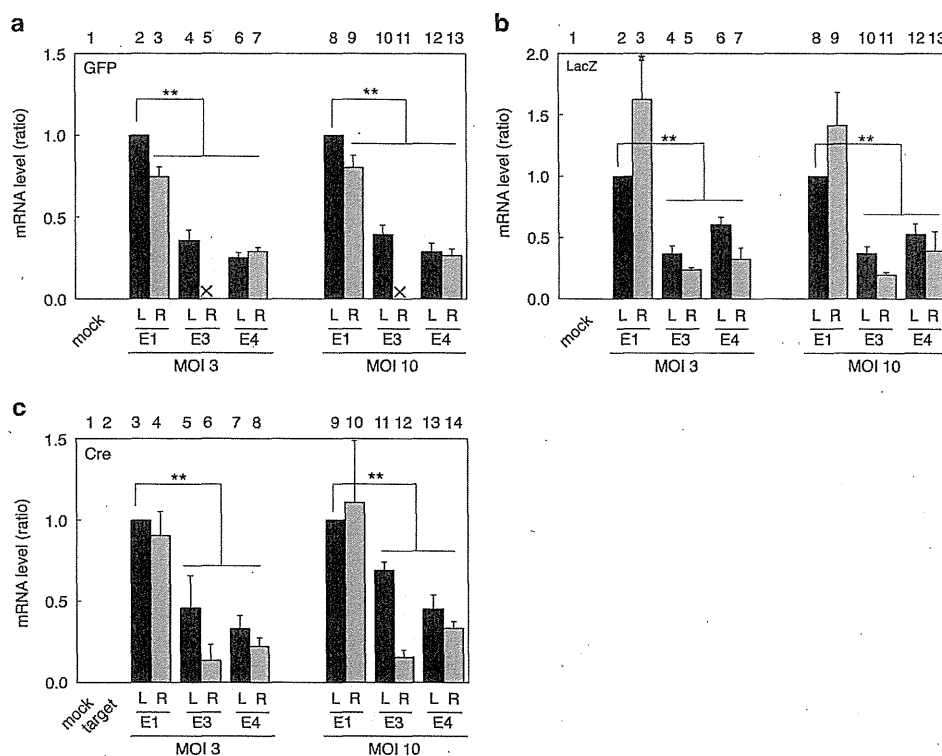 a
1 2 3 4 5 6 7 8 9 10 11 12 13
GFP
** **
mRNA level (ratio)
1.0
0.5
0.0
×
×
mock L R L R L R L R L R L R
E1 E3 E4 E1 E3 E4
MOI 3 MOI 10
b
1 2 3 4 5 6 7 8 9 10 11 12 13
2.0
LacZ
*
1.5
** **
mRNA level (ratio)
1.0
0.5
0.0
mock L R L R L R L R L R L R
E1 E3 E4 E1 E3 E4
MOI 3 MOI 10
c
1 2 3 4 5 6 7 8 9 10 11 12 13 14
1.5
Cre
** **
mRNA level (ratio)
1.0
0.5
0.0
mock target L R L R L R L R L R L R
E1 E3 E4 E1 E3 E4
MOI 3 MOI 10